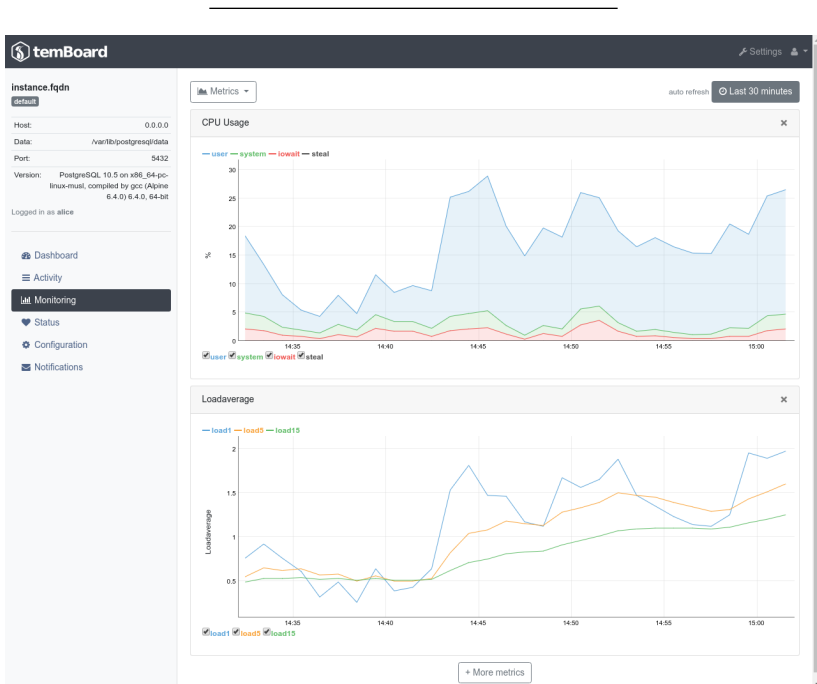 temBoard
Settings
instance.fqdn
default
Host: 0.0.0.0
Data: /var/lib/postgresql/data
Port: 5432
Version: PostgreSQL 10.5 on x86_64-pc-
linux-musl, compiled by gcc (Alpine
6.4.0) 6.4.0, 64-bit
Logged in as alice
Dashboard
Activity
Monitoring
Status
Configuration
Notifications
Metrics
auto refresh Last 30 minutes
CPU Usage
user system iowait steal
30
25
20
15
10
5
0
%
14:35 14:40 14:45 14:50 14:55 15:00
user system iowait steal
Loadaverage
load1 load5 load15
2
1.5
1
0.5
Loadaverage
14:35 14:40 14:45 14:50 14:55 15:00
load1 load5 load15
+ More metrics